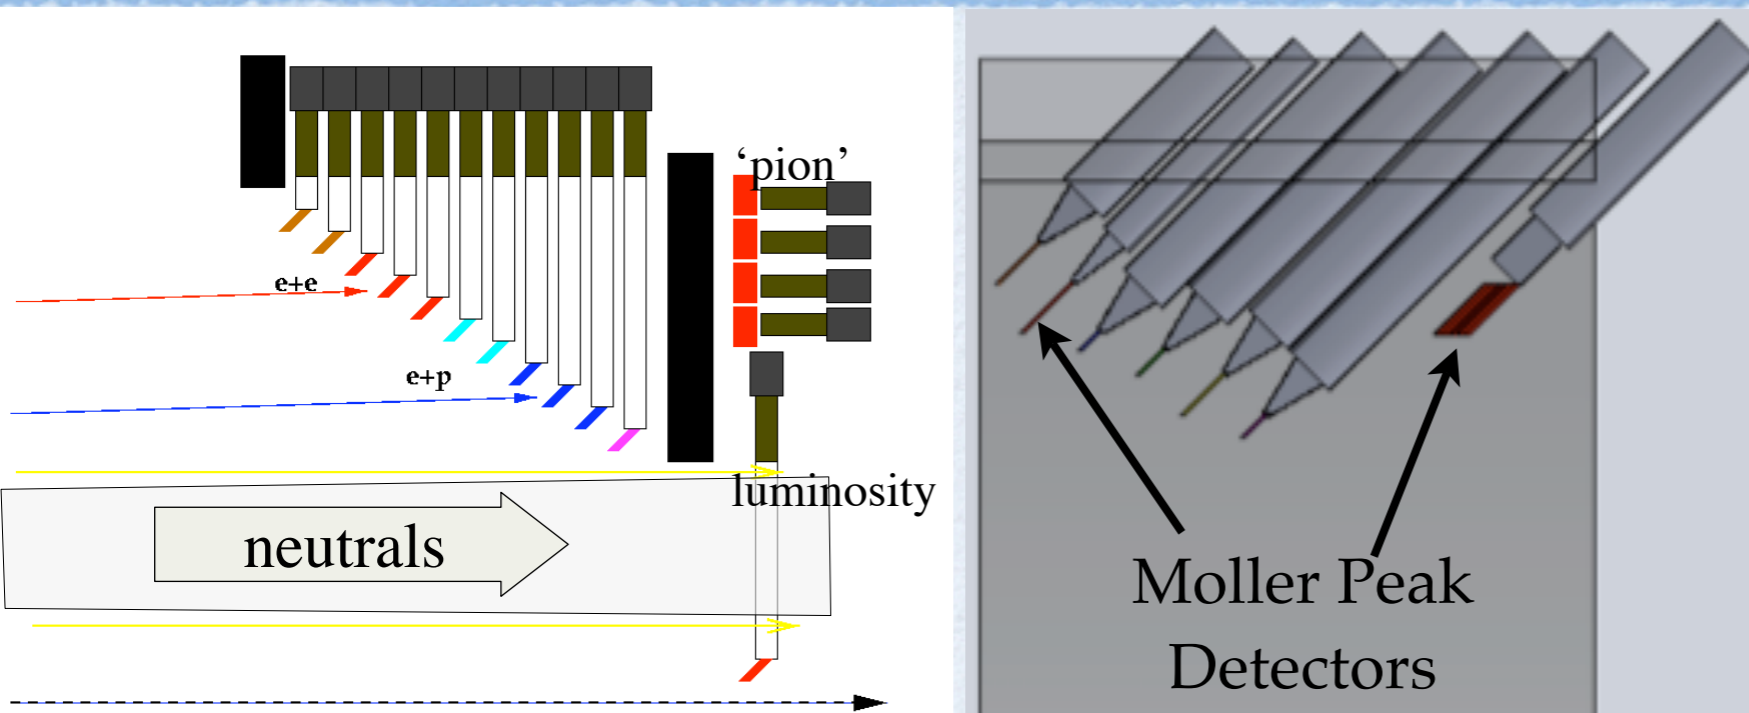 ‘pion’
e+e
e+p
luminosity
neutrals
Moller Peak
Detectors